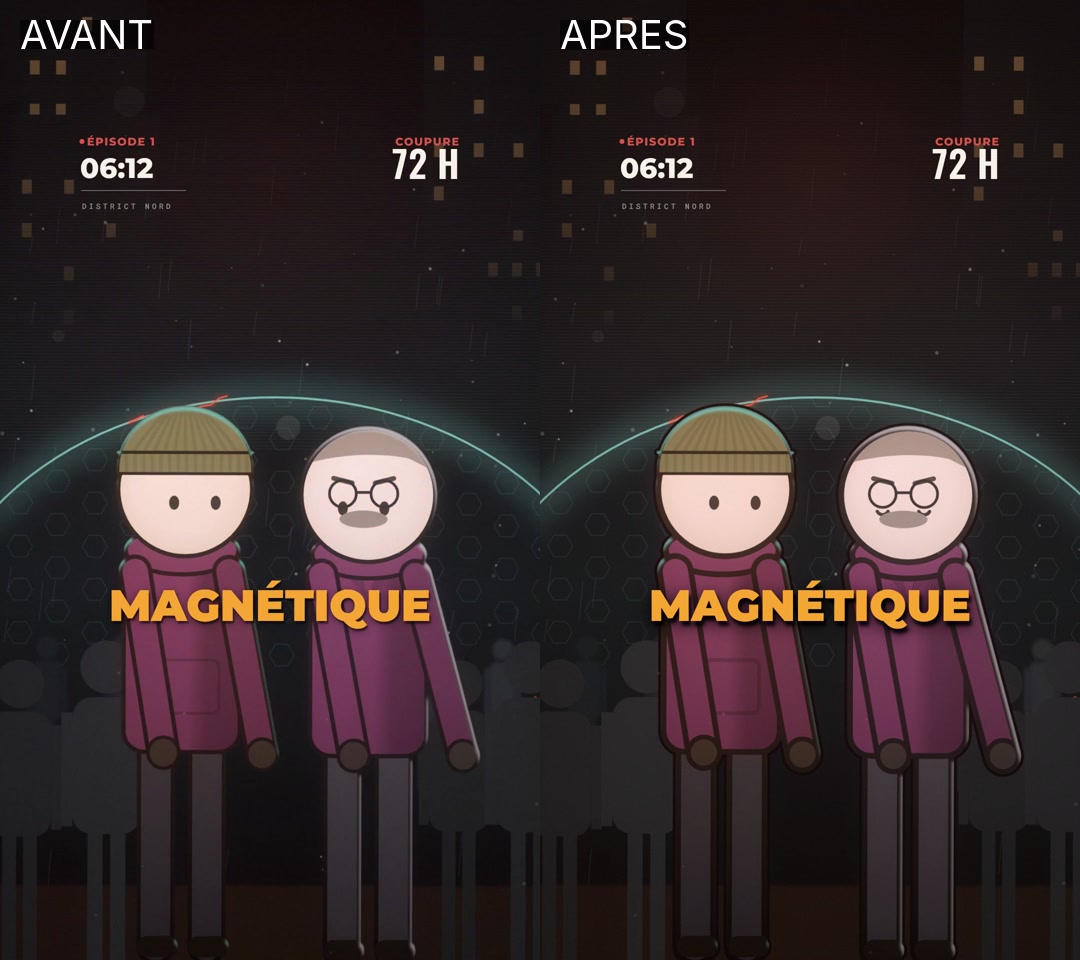 AVANT
APRES
ÉPISODE 1
06:12
DISTRICT NORD
COUPURE
72 H
MAGNÉTIQUE
ÉPISODE 1
06:12
DISTRICT NORD
COUPURE
72 H
MAGNÉTIQUE